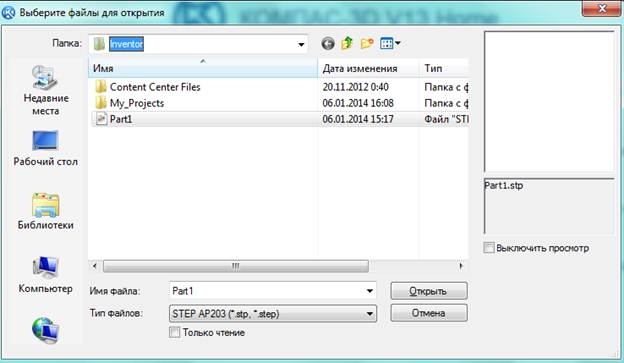 Выберите файлы для открытия
КОМПАС-3D V13 Home
Папка: Inventor
Имя Дата изменения Тип
Content Center Files 20.11.2012 0:40 Папка с ф
My_Projects 06.01.2014 16:08 Папка с ф
Part1 06.01.2014 15:17 Файл "STE
Недавние места
Рабочий стол
Библиотеки
Компьютер
Part1.stp
Выключить просмотр
Имя файла: Part1 Открыть
Тип файлов: STEP AP203 (*.stp, *.step) Отмена
Только чтение